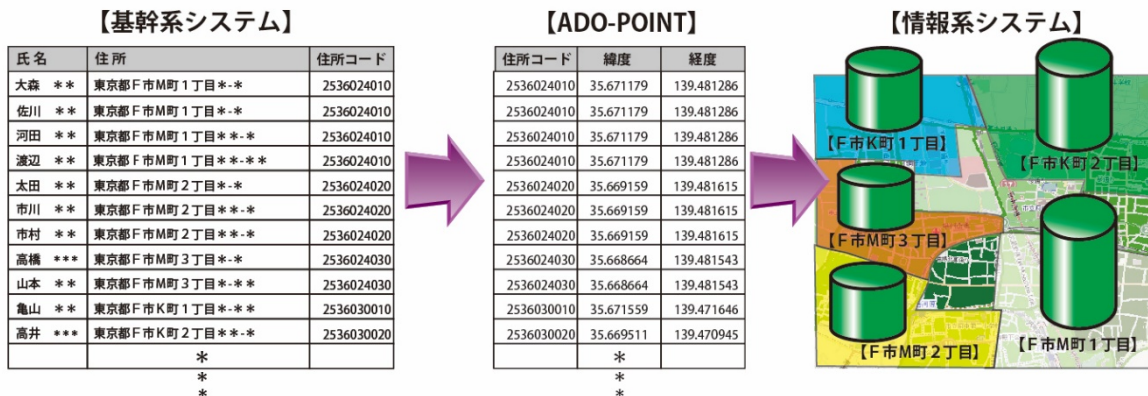 【基幹系システム】
氏名 住所 住所コード
大森 ** 東京都F市M町1丁目*-* 2536024010
佐川 ** 東京都F市M町1丁目*-* 2536024010
河田 ** 東京都F市M町1丁目**-* 2536024010
渡辺 ** 東京都F市M町1丁目**-** 2536024010
太田 ** 東京都F市M町2丁目*-* 2536024020
市川 ** 東京都F市M町2丁目**-* 2536024020
市村 ** 東京都F市M町2丁目**-* 2536024020
高橋 *** 東京都F市M町3丁目*-* 2536024030
山本 ** 東京都F市M町3丁目*-** 2536024030
亀山 ** 東京都F市K町1丁目*-** 2536030010
高井 *** 東京都F市K町2丁目**-* 2536030020
*
*
*
【ADO-POINT】
住所コード 緯度 経度
2536024010 35.671179 139.481286
2536024010 35.671179 139.481286
2536024010 35.671179 139.481286
2536024010 35.671179 139.481286
2536024020 35.669159 139.481615
2536024020 35.669159 139.481615
2536024020 35.669159 139.481615
2536024030 35.668664 139.481543
2536024030 35.668664 139.481543
2536030010 35.671559 139.471646
2536030020 35.669511 139.470945
*
*
*
【情報系システム】
【F市K町1丁目】
【F市K町2丁目】
【F市M町3丁目】
【F市M町2丁目】
【F市M町1丁目】